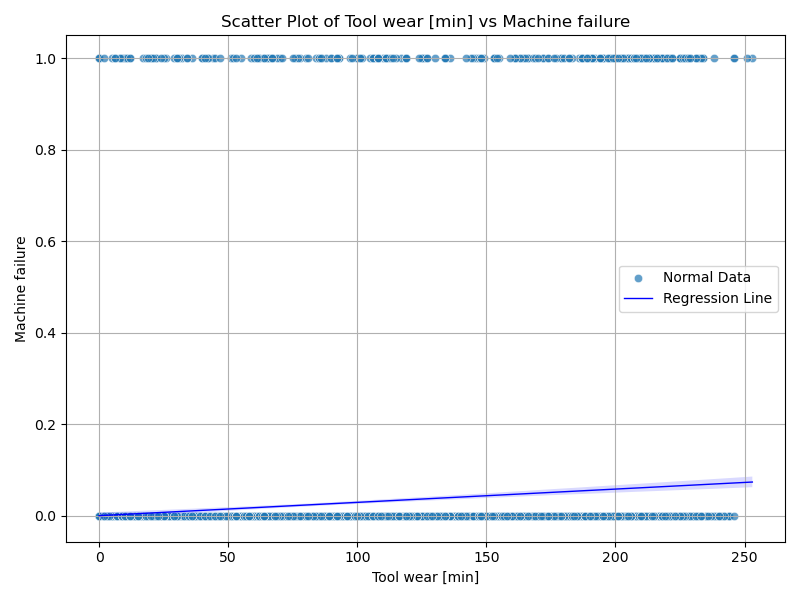 Scatter Plot of Tool wear [min] vs Machine failure
1.0
0.8
0.6
0.4
0.2
0.0
Machine failure
Normal Data
Regression Line
0 50 100 150 200 250
Tool wear [min]